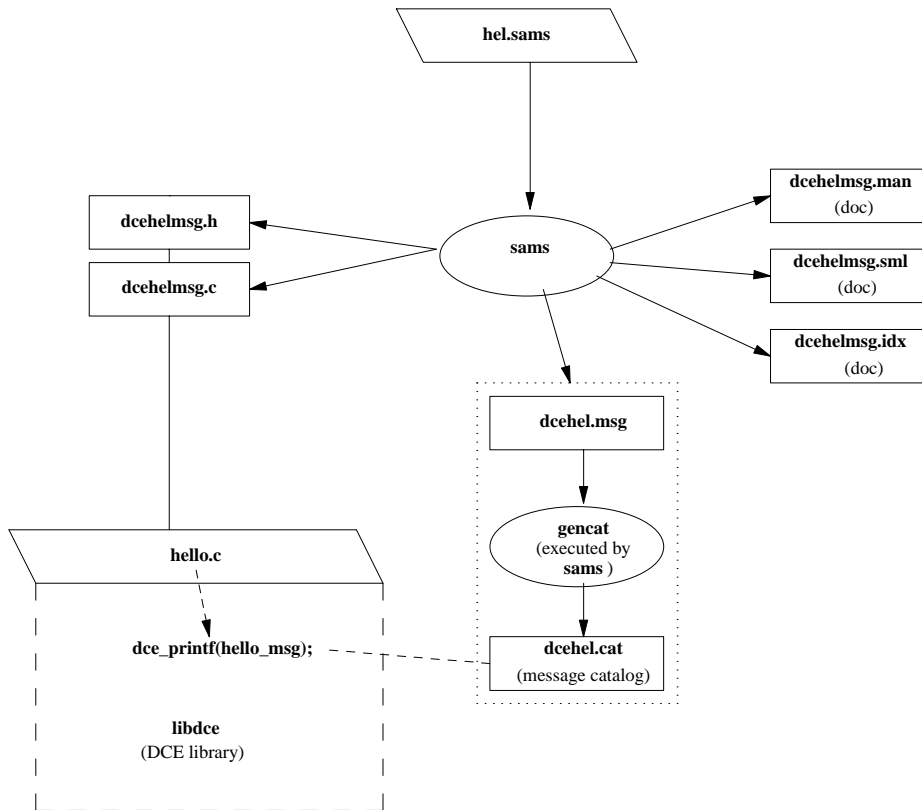 hel.sams
dcehelmsg.man
(doc)
dcehelmsg.h
sams
dcehelmsg.sml
(doc)
dcehelmsg.c
dcehelmsg.idx
(doc)
dcehel.msg
gencat
(executed by
sams )
hello.c
dce_printf(hello_msg);
dcehel.cat
(message catalog)
libdce
(DCE library)